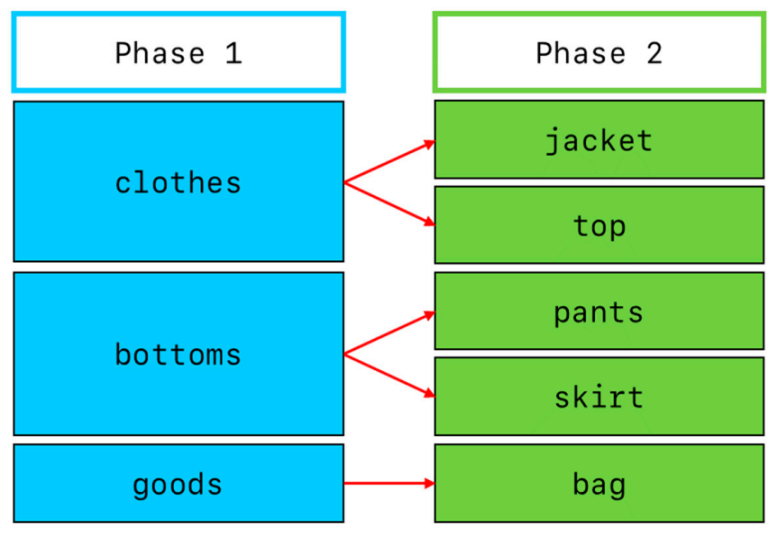 Phase 1
Phase 2
clothes
jacket
top
bottoms
pants
skirt
goods
bag